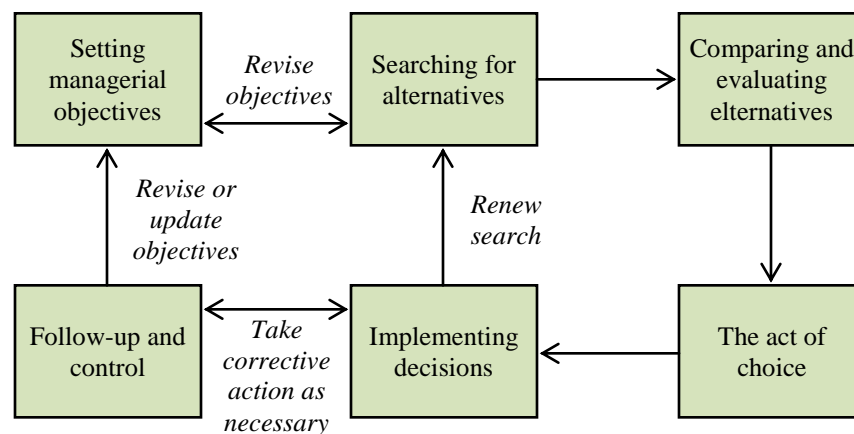 Setting
managerial
objectives
Revise
objectives
Searching for
alternatives
Comparing and
evaluating
elternatives
Revise or
update
objectives
Renew
search
Follow-up and
control
Take
corrective
action as
necessary
Implementing
decisions
The act of
choice